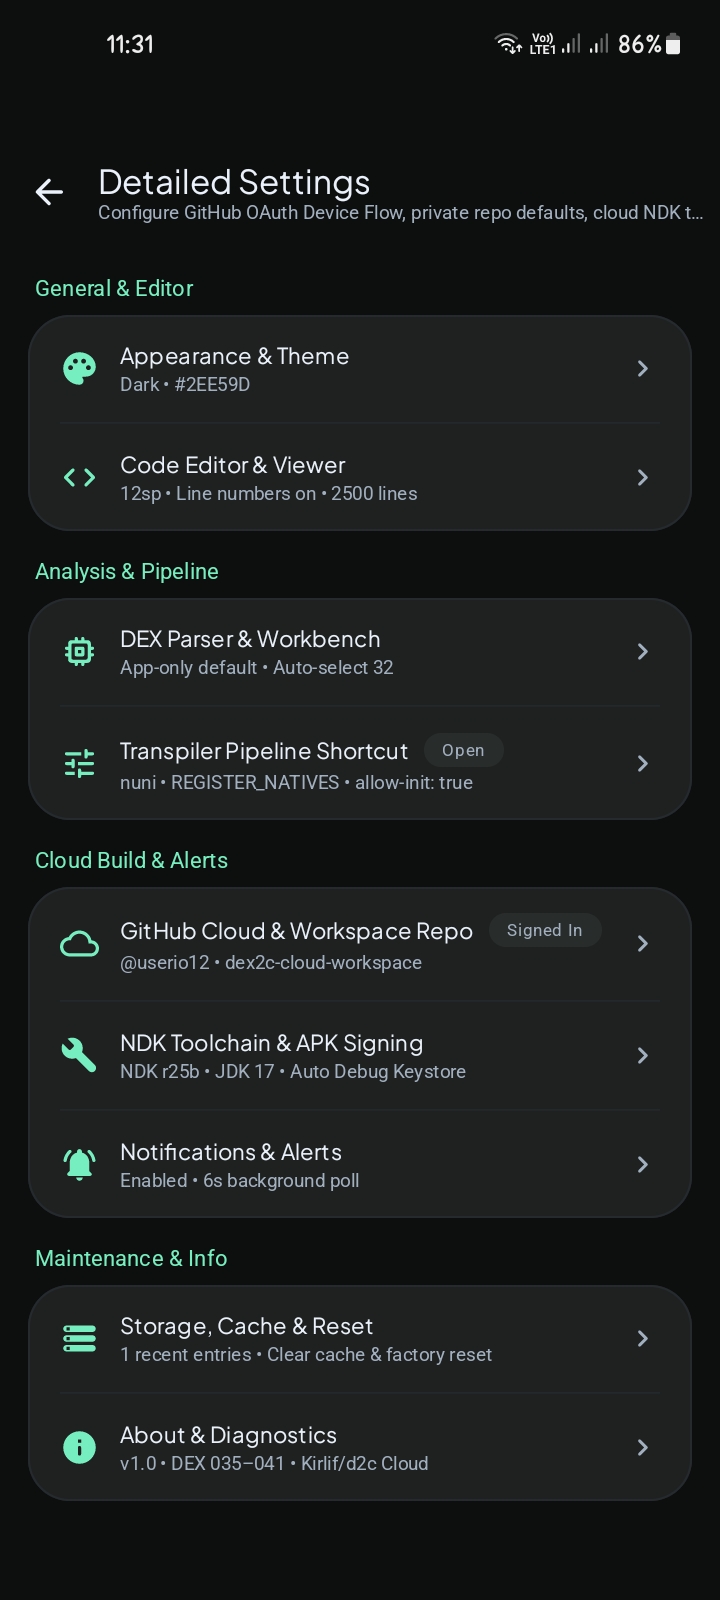 11:31
Vo)) LTE1 86%
Detailed Settings
Configure GitHub OAuth Device Flow, private repo defaults, cloud NDK t...
General & Editor
Appearance & Theme
Dark • #2EE59D
Code Editor & Viewer
12sp • Line numbers on • 2500 lines
Analysis & Pipeline
DEX Parser & Workbench
App-only default • Auto-select 32
Transpiler Pipeline Shortcut Open
nuni • REGISTER_NATIVES • allow-init: true
Cloud Build & Alerts
GitHub Cloud & Workspace Repo Signed In
@userio12 • dex2c-cloud-workspace
NDK Toolchain & APK Signing
NDK r25b • JDK 17 • Auto Debug Keystore
Notifications & Alerts
Enabled • 6s background poll
Maintenance & Info
Storage, Cache & Reset
1 recent entries • Clear cache & factory reset
About & Diagnostics
v1.0 • DEX 035–041 • Kirlif/d2c Cloud